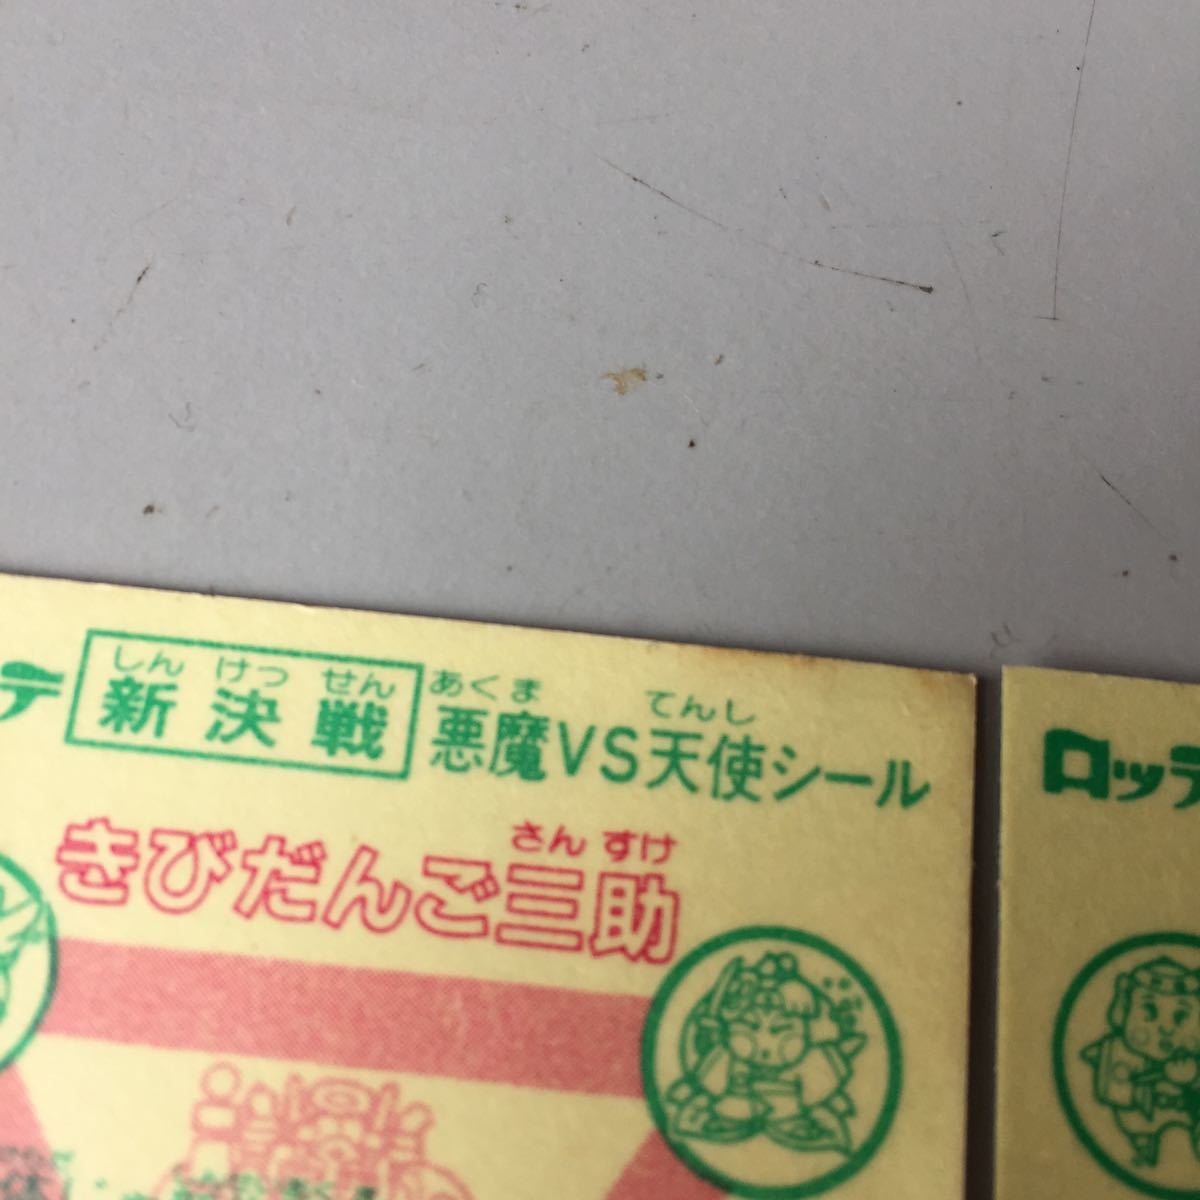 しん けっ せん あくま てんし
テ 新決戦 悪魔VS天使シール
さん すけ
きびだんご三助
ロッテ